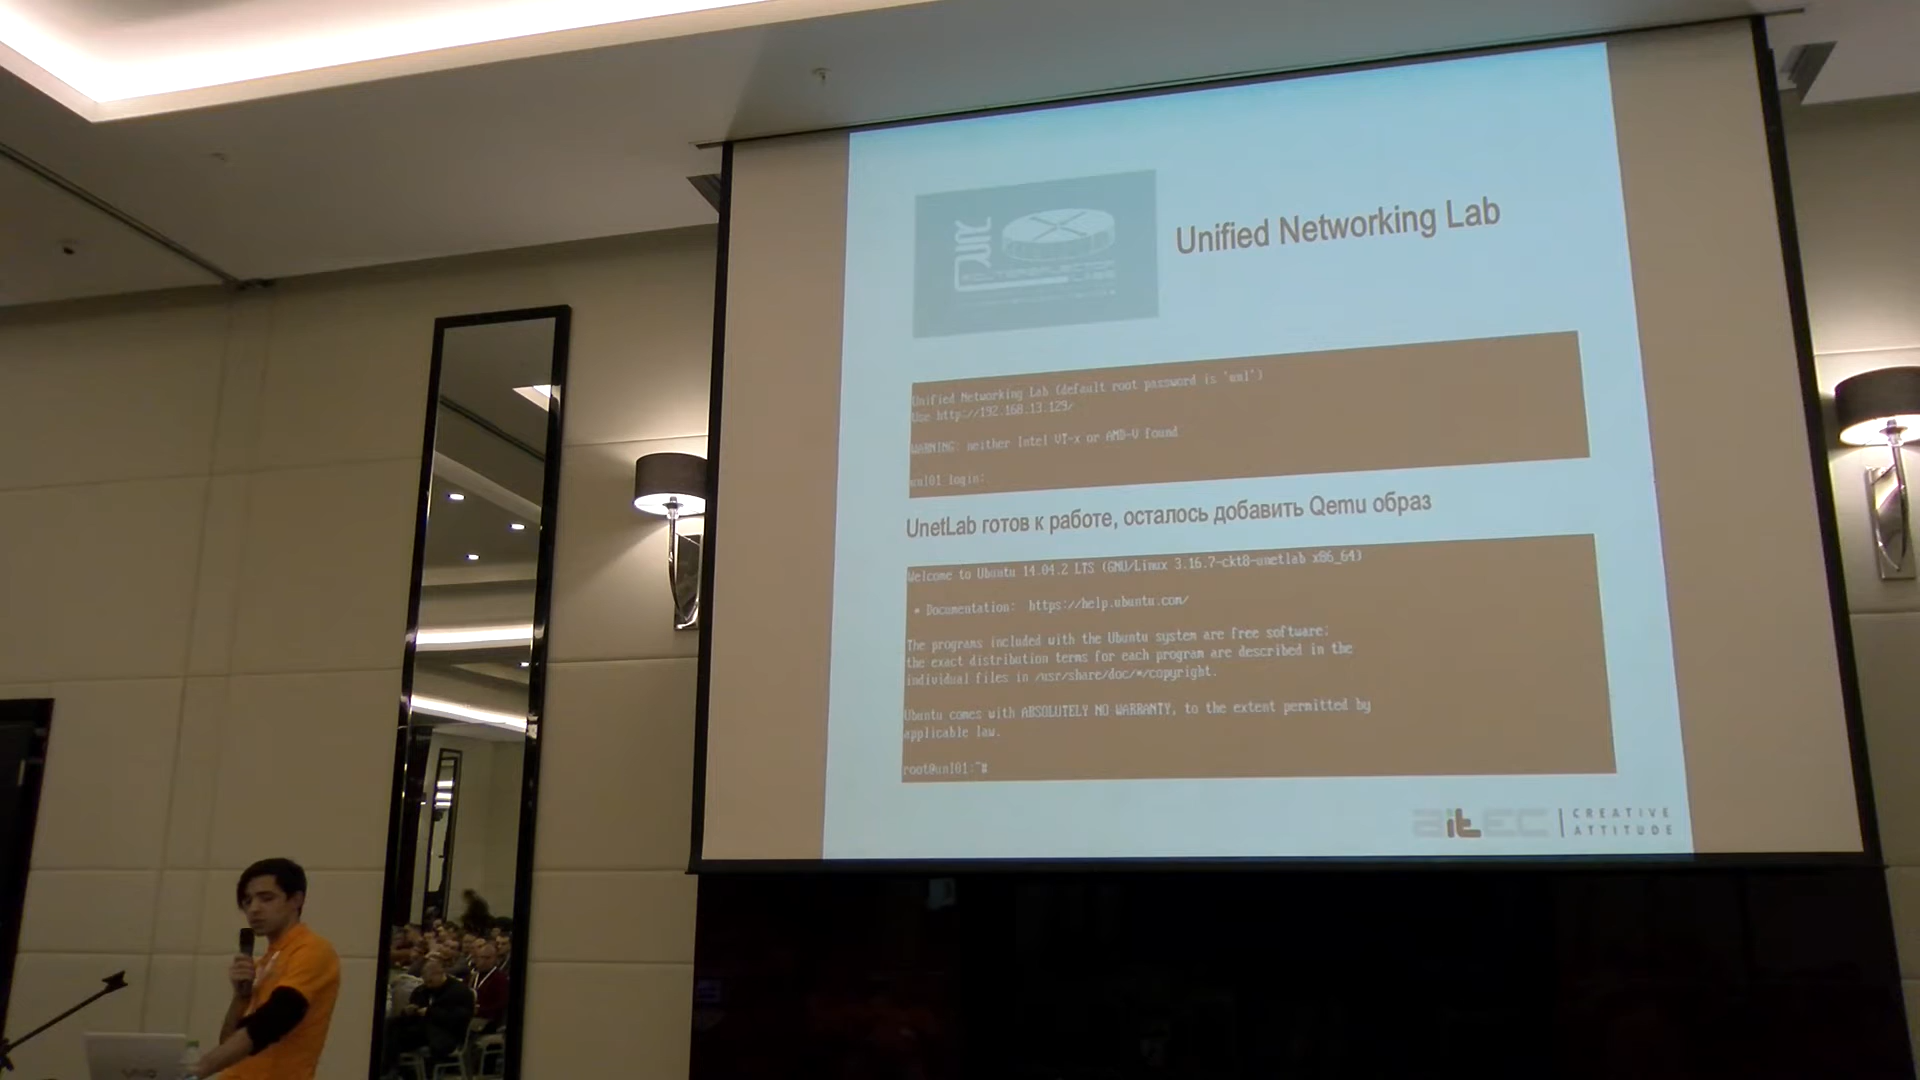 Unified Networking Lab
Unified Networking Lab (default root password is 'unl')
Use http://192.168.13.129/
WARNING: neither Intel VT-x or AMD-V found
unl01 login:
UnetLab готов к работе, осталось добавить Qemu образ
Welcome to Ubuntu 14.04.2 LTS (GNU/Linux 3.16.7-ckt8-unetlab x86_64)
* Documentation: https://help.ubuntu.com/
The programs included with the Ubuntu system are free software;
the exact distribution terms for each program are described in the
individual files in /usr/share/doc/*/copyright.
Ubuntu comes with ABSOLUTELY NO WARRANTY, to the extent permitted by
applicable law.
root@unl01:~#
aitec
CREATIVE
ATTITUDE